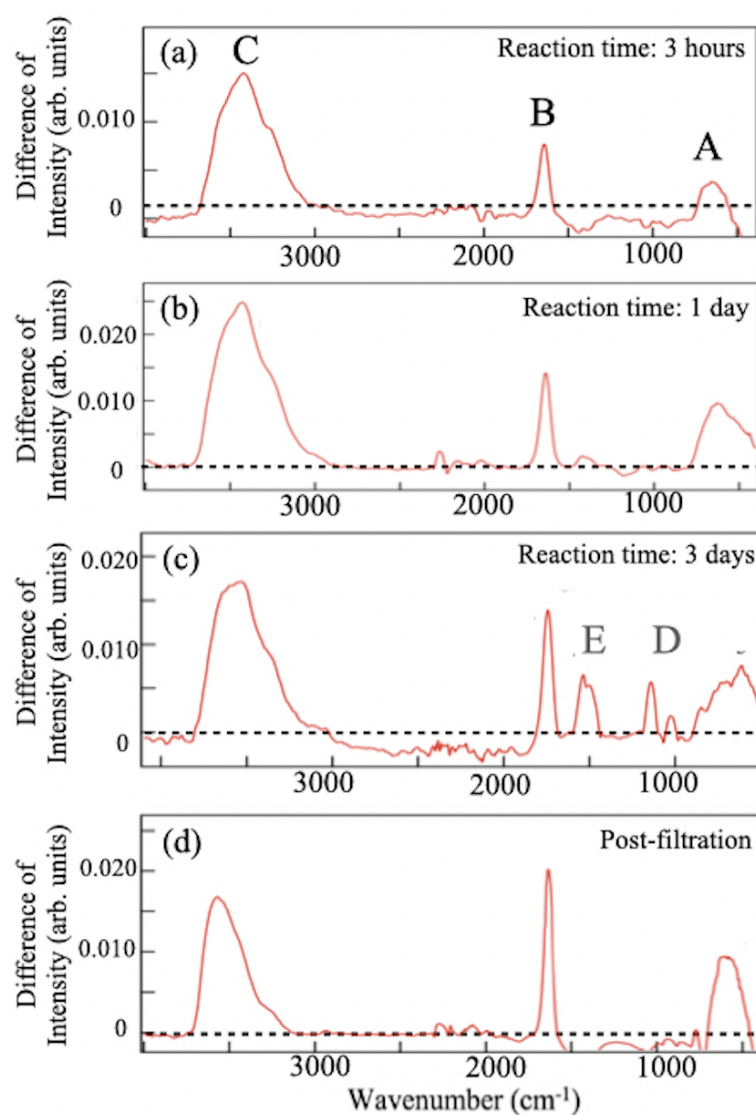 Difference of
Intensity (arb. units)
(a)
C
Reaction time: 3 hours
B
A
0.010
0
3000
2000
1000
Difference of
Intensity (arb. units)
(b)
Reaction time: 1 day
0.020
0.010
0
3000
2000
1000
Difference of
Intensity (arb. units)
(c)
Reaction time: 3 days
0.020
E
D
0.010
0
3000
2000
1000
Difference of
Intensity (arb. units)
(d)
Post-filtration
0.020
0.010
0
3000
2000
1000
Wavenumber (cm⁻¹)